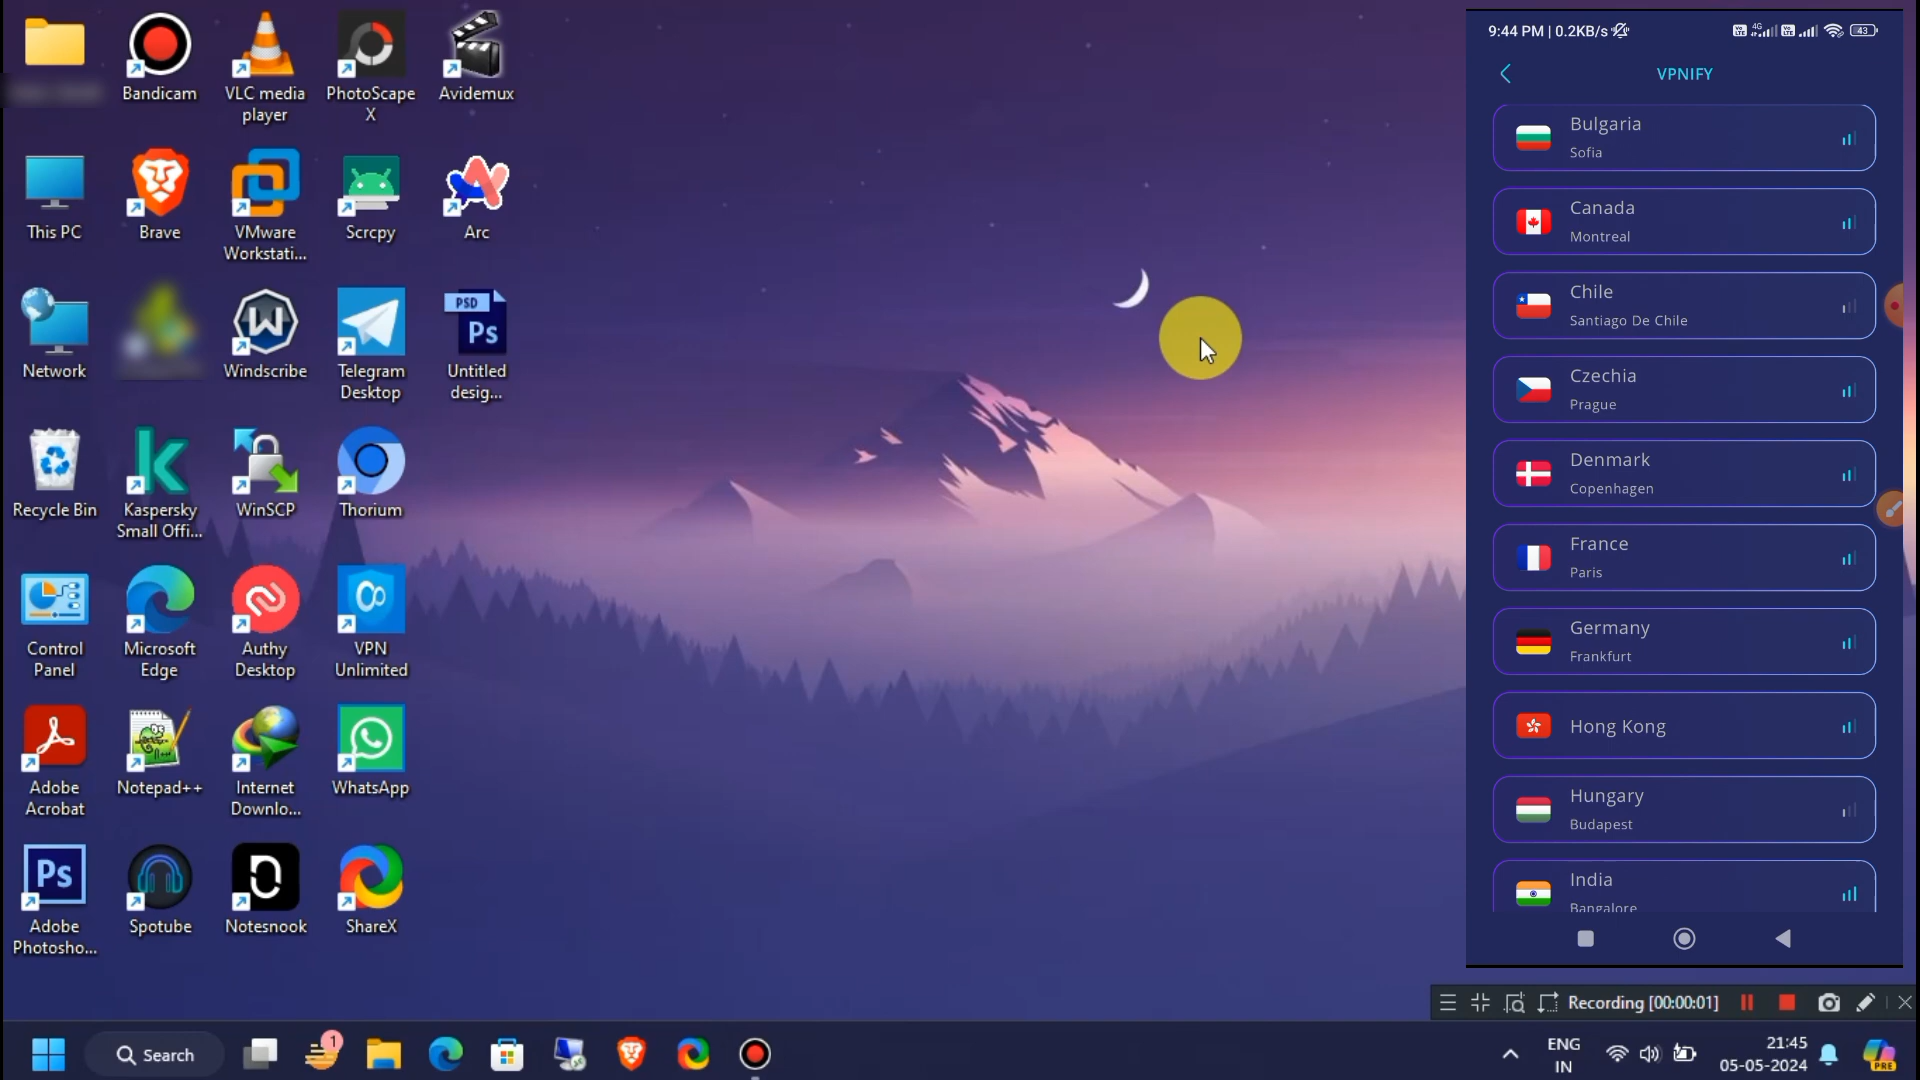 Bandicam
VLC media
player
PhotoScape
X
Avidemux
This PC
Brave
VMware
Workstati...
Scrcpy
Arc
Network
Windscribe
Telegram
Desktop
PSD
Ps
Untitled
desig...
Recycle Bin
Kaspersky
Small Offi...
WinSCP
Thorium
Control
Panel
Microsoft
Edge
Authy
Desktop
VPN
Unlimited
Adobe
Acrobat
Notepad++
Internet
Downlo...
WhatsApp
Ps
Adobe
Photosho...
Spotube
Notesnook
ShareX
9:44 PM | 0.2KB/s
4G
43
VPNIFY
Bulgaria
Sofia
Canada
Montreal
Chile
Santiago De Chile
Czechia
Prague
Denmark
Copenhagen
France
Paris
Germany
Frankfurt
Hong Kong
Hungary
Budapest
India
Bangalore
Recording [00:00:01]
Search
1
ENG
IN
21:45
05-05-2024
PRE